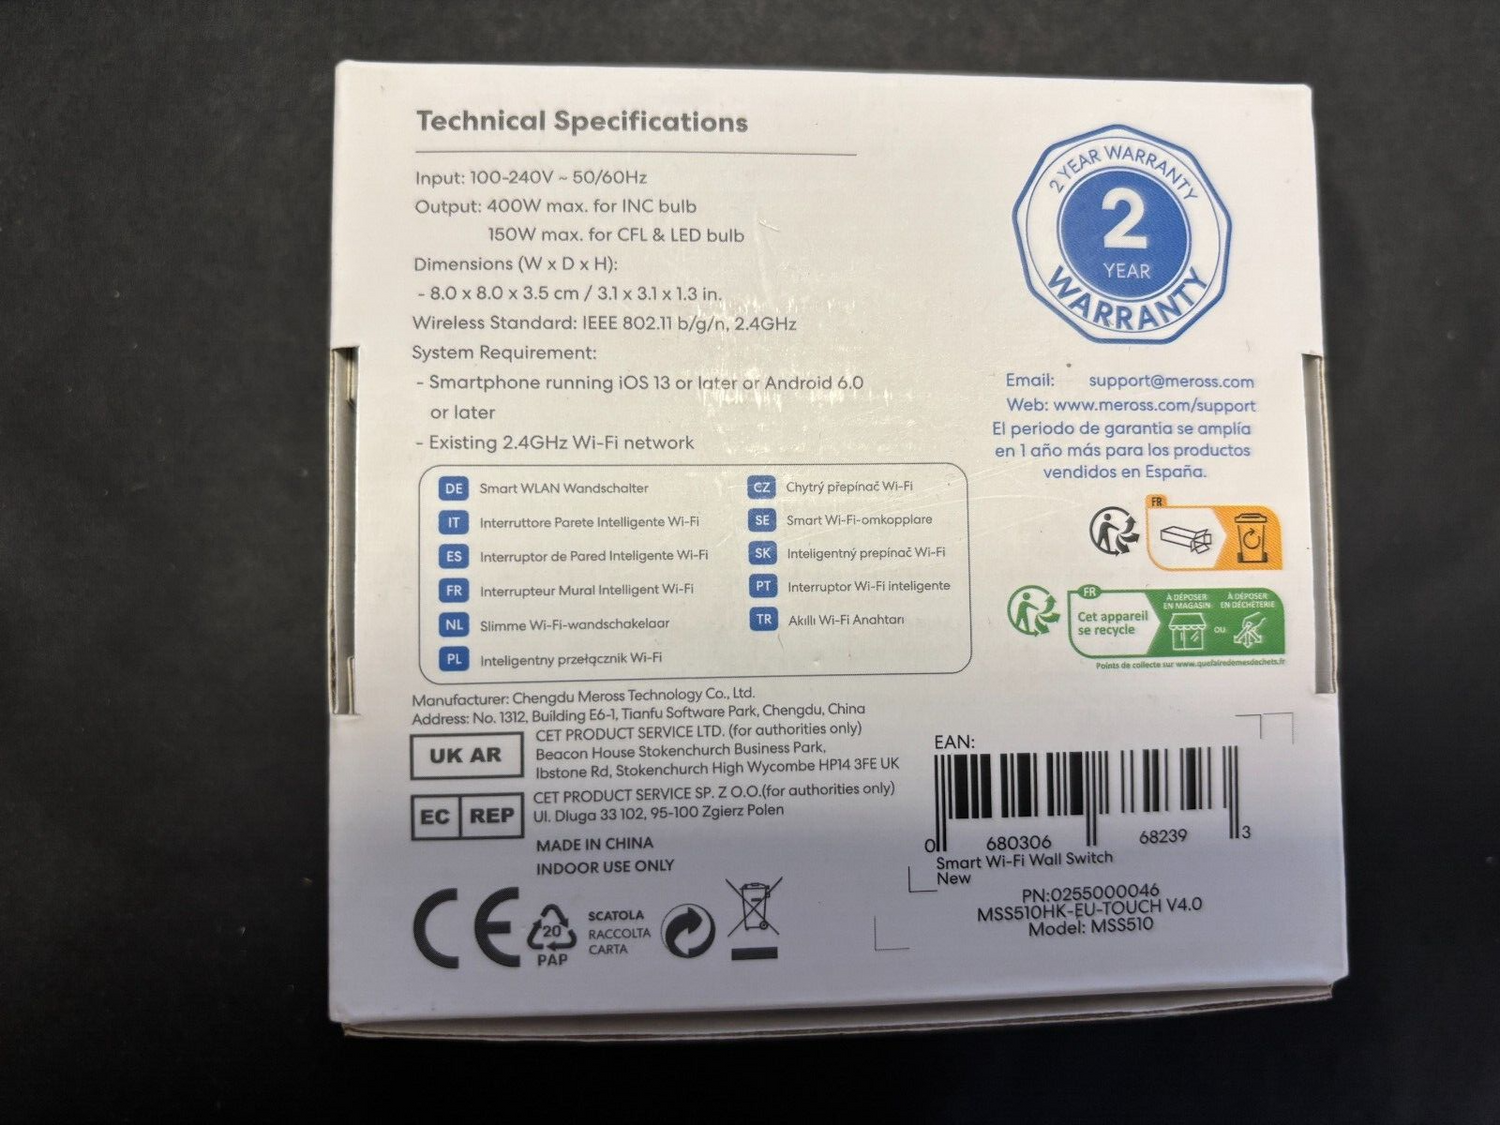 Technical Specifications
Input: 100-240V ~ 50/60Hz
Output: 400W max. for INC bulb
150W max. for CFL & LED bulb
Dimensions (W x D x H):
- 8.0 x 8.0 x 3.5 cm / 3.1 x 3.1 x 1.3 in.
Wireless Standard: IEEE 802.11 b/g/n, 2.4GHz
System Requirement:
- Smartphone running iOS 13 or later or Android 6.0
or later
- Existing 2.4GHz Wi-Fi network
2 YEAR WARRANTY
2
YEAR
WARRANTY
Email: support@meross.com
Web: www.meross.com/support
El periodo de garantia se amplía
en 1 año más para los productos
vendidos en España.
DE Smart WLAN Wandschalter
IT Interruttore Parete Intelligente Wi-Fi
ES Interruptor de Pared Inteligente Wi-Fi
FR Interrupteur Mural Intelligent Wi-Fi
NL Slimme Wi-Fi-wandschakelaar
PL Inteligentny przełącznik Wi-Fi
CZ Chytrý přepínač Wi-Fi
SE Smart Wi-Fi-omkopplare
SK Inteligentný prepínač Wi-Fi
PT Interruptor Wi-Fi inteligente
TR Akıllı Wi-Fi Anahtarı
FR
FR
Cet appareil
se recycle
À DÉPOSER
EN MAGASIN
OU
À DÉPOSER
EN DÉCHÈTERIE
Points de collecte sur www.quefairedemesdechets.fr
Manufacturer: Chengdu Meross Technology Co., Ltd.
Address: No. 1312, Building E6-1, Tianfu Software Park, Chengdu, China
UK AR
CET PRODUCT SERVICE LTD. (for authorities only)
Beacon House Stokenchurch Business Park,
Ibstone Rd, Stokenchurch High Wycombe HP14 3FE UK
EC REP
CET PRODUCT SERVICE SP. Z O.O.(for authorities only)
Ul. Dluga 33 102, 95-100 Zgierz Polen
MADE IN CHINA
INDOOR USE ONLY
CE
20
PAP
SCATOLA
RACCOLTA
CARTA
EAN:
0 680306 68239 3
Smart Wi-Fi Wall Switch
New
PN:0255000046
MSS510HK-EU-TOUCH V4.0
Model: MSS510